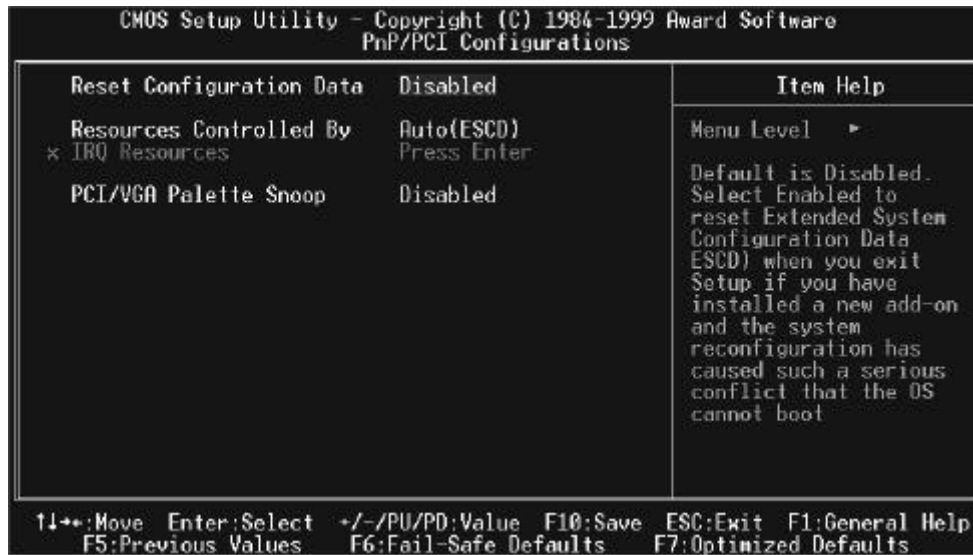 CMOS Setup Utility - Copyright (C) 1984-1999 Award Software
PnP/PCI Configurations
Reset Configuration Data Disabled
Resources Controlled By Auto(ESCD)
x IRQ Resources Press Enter
PCI/VGA Palette Snoop Disabled
Item Help
Menu Level ►
Default is Disabled.
Select Enabled to
reset Extended System
Configuration Data
ESCD) when you exit
Setup if you have
installed a new add-on
and the system
reconfiguration has
caused such a serious
conflict that the OS
cannot boot
↑↓→←:Move Enter:Select +/-/PU/PD:Value F10:Save ESC:Exit F1:General Help
F5:Previous Values F6:Fail-Safe Defaults F7:Optimized Defaults